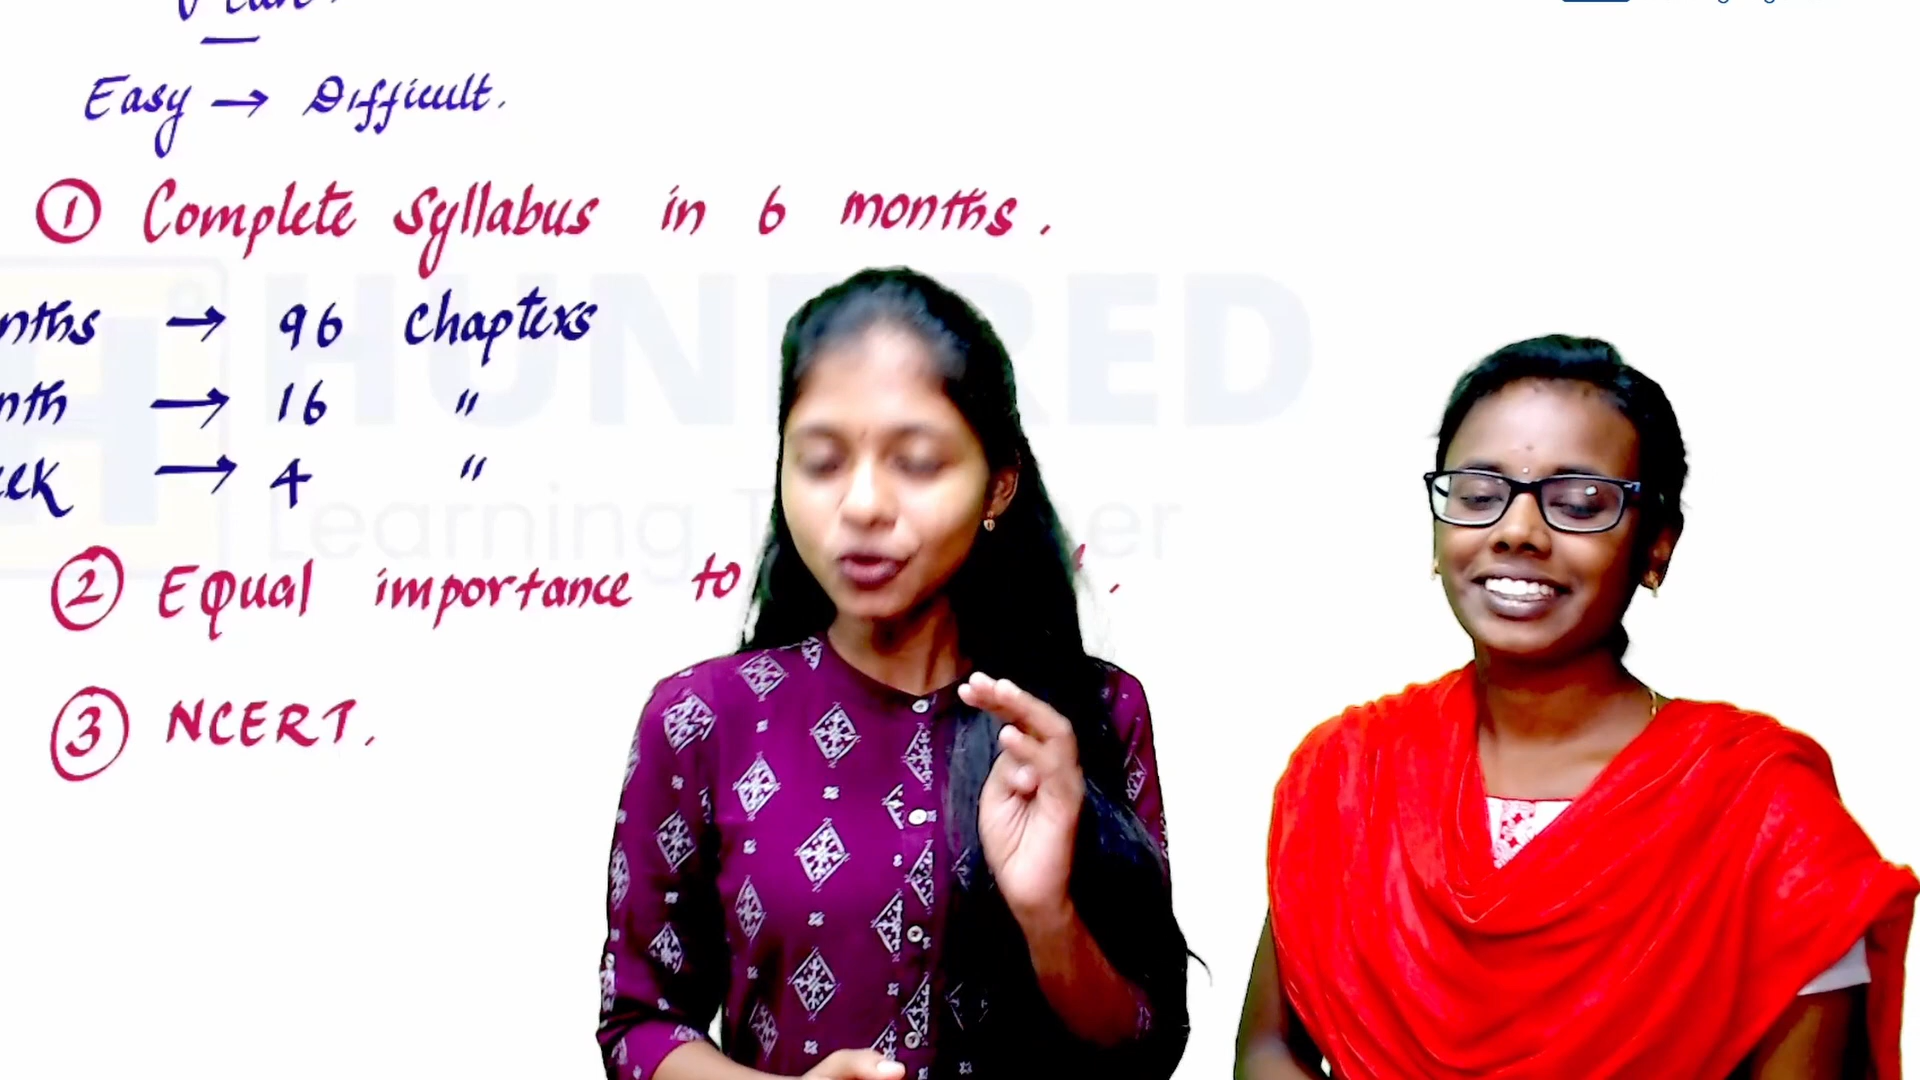 Easy → Difficult.
① Complete syllabus in 6 months.
nths → 96 chapters
nth → 16 "
eek → 4 "
② Equal importance to
③ NCERT.
HUNDRED
Learning T